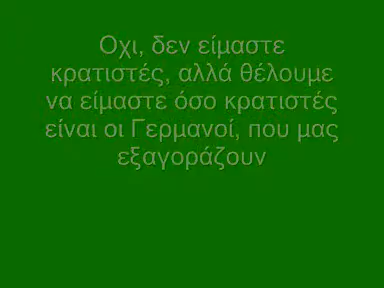 Οχι, δεν είμαστε
κρατιστές, αλλά θέλουμε
να είμαστε όσο κρατιστές
είναι οι Γερμανοί, που μας
εξαγοράζουν